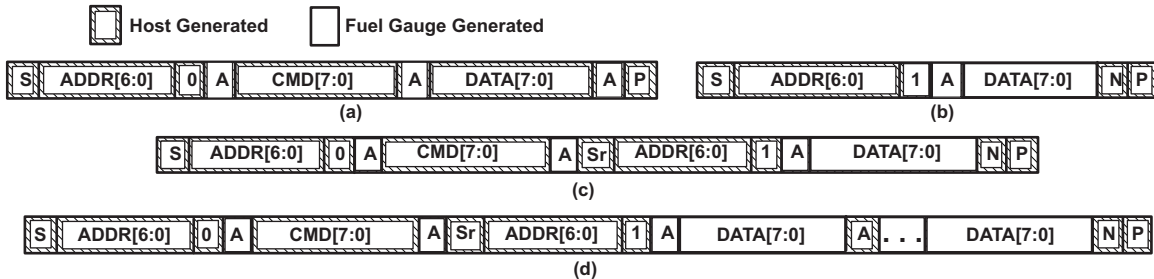 Host Generated Fuel Gauge Generated
S ADDR[6:0] 0 A CMD[7:0] A DATA[7:0] A P
S ADDR[6:0] 1 A DATA[7:0] N P
(a) (b)
S ADDR[6:0] 0 A CMD[7:0] A Sr ADDR[6:0] 1 A DATA[7:0] N P
(c)
S ADDR[6:0] 0 A CMD[7:0] A Sr ADDR[6:0] 1 A DATA[7:0] A ... DATA[7:0] N P
(d)